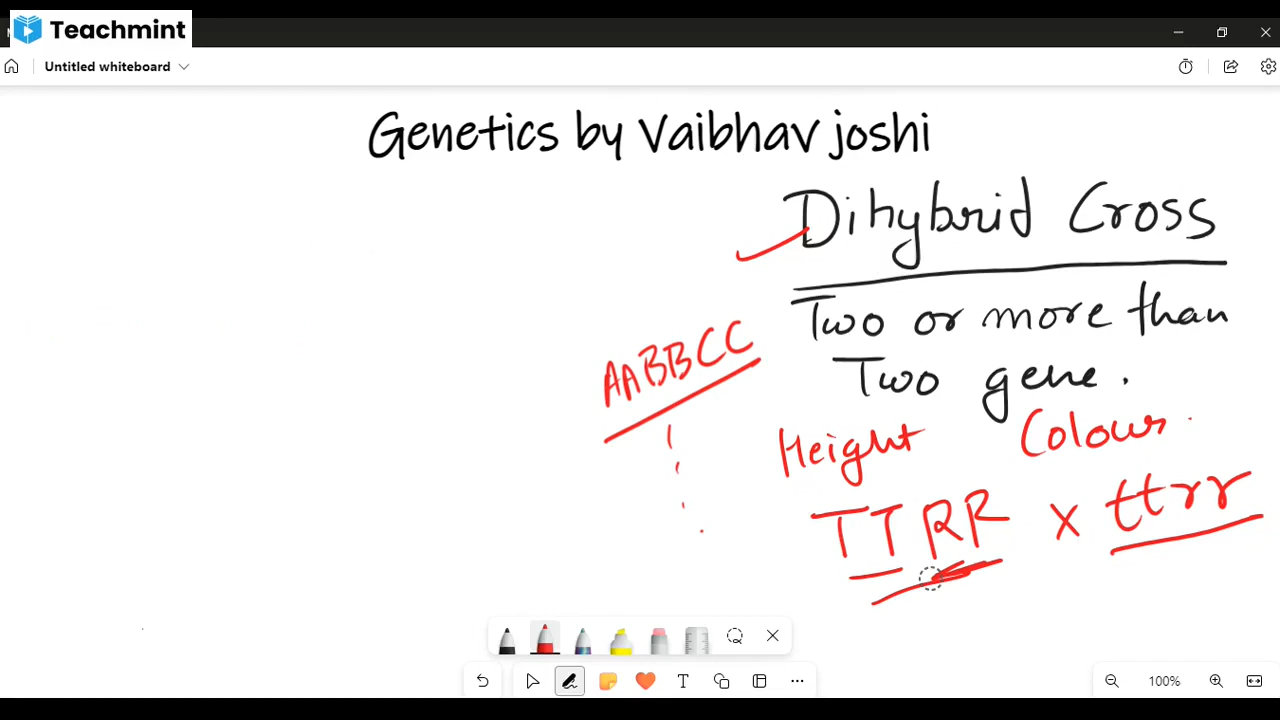 Teachmint
Untitled whiteboard
Genetics by Vaibhav joshi
Dihybrid Cross
Two or more than
Two gene.
AABBCC
Height Colour
TTRR x ttrr
100%